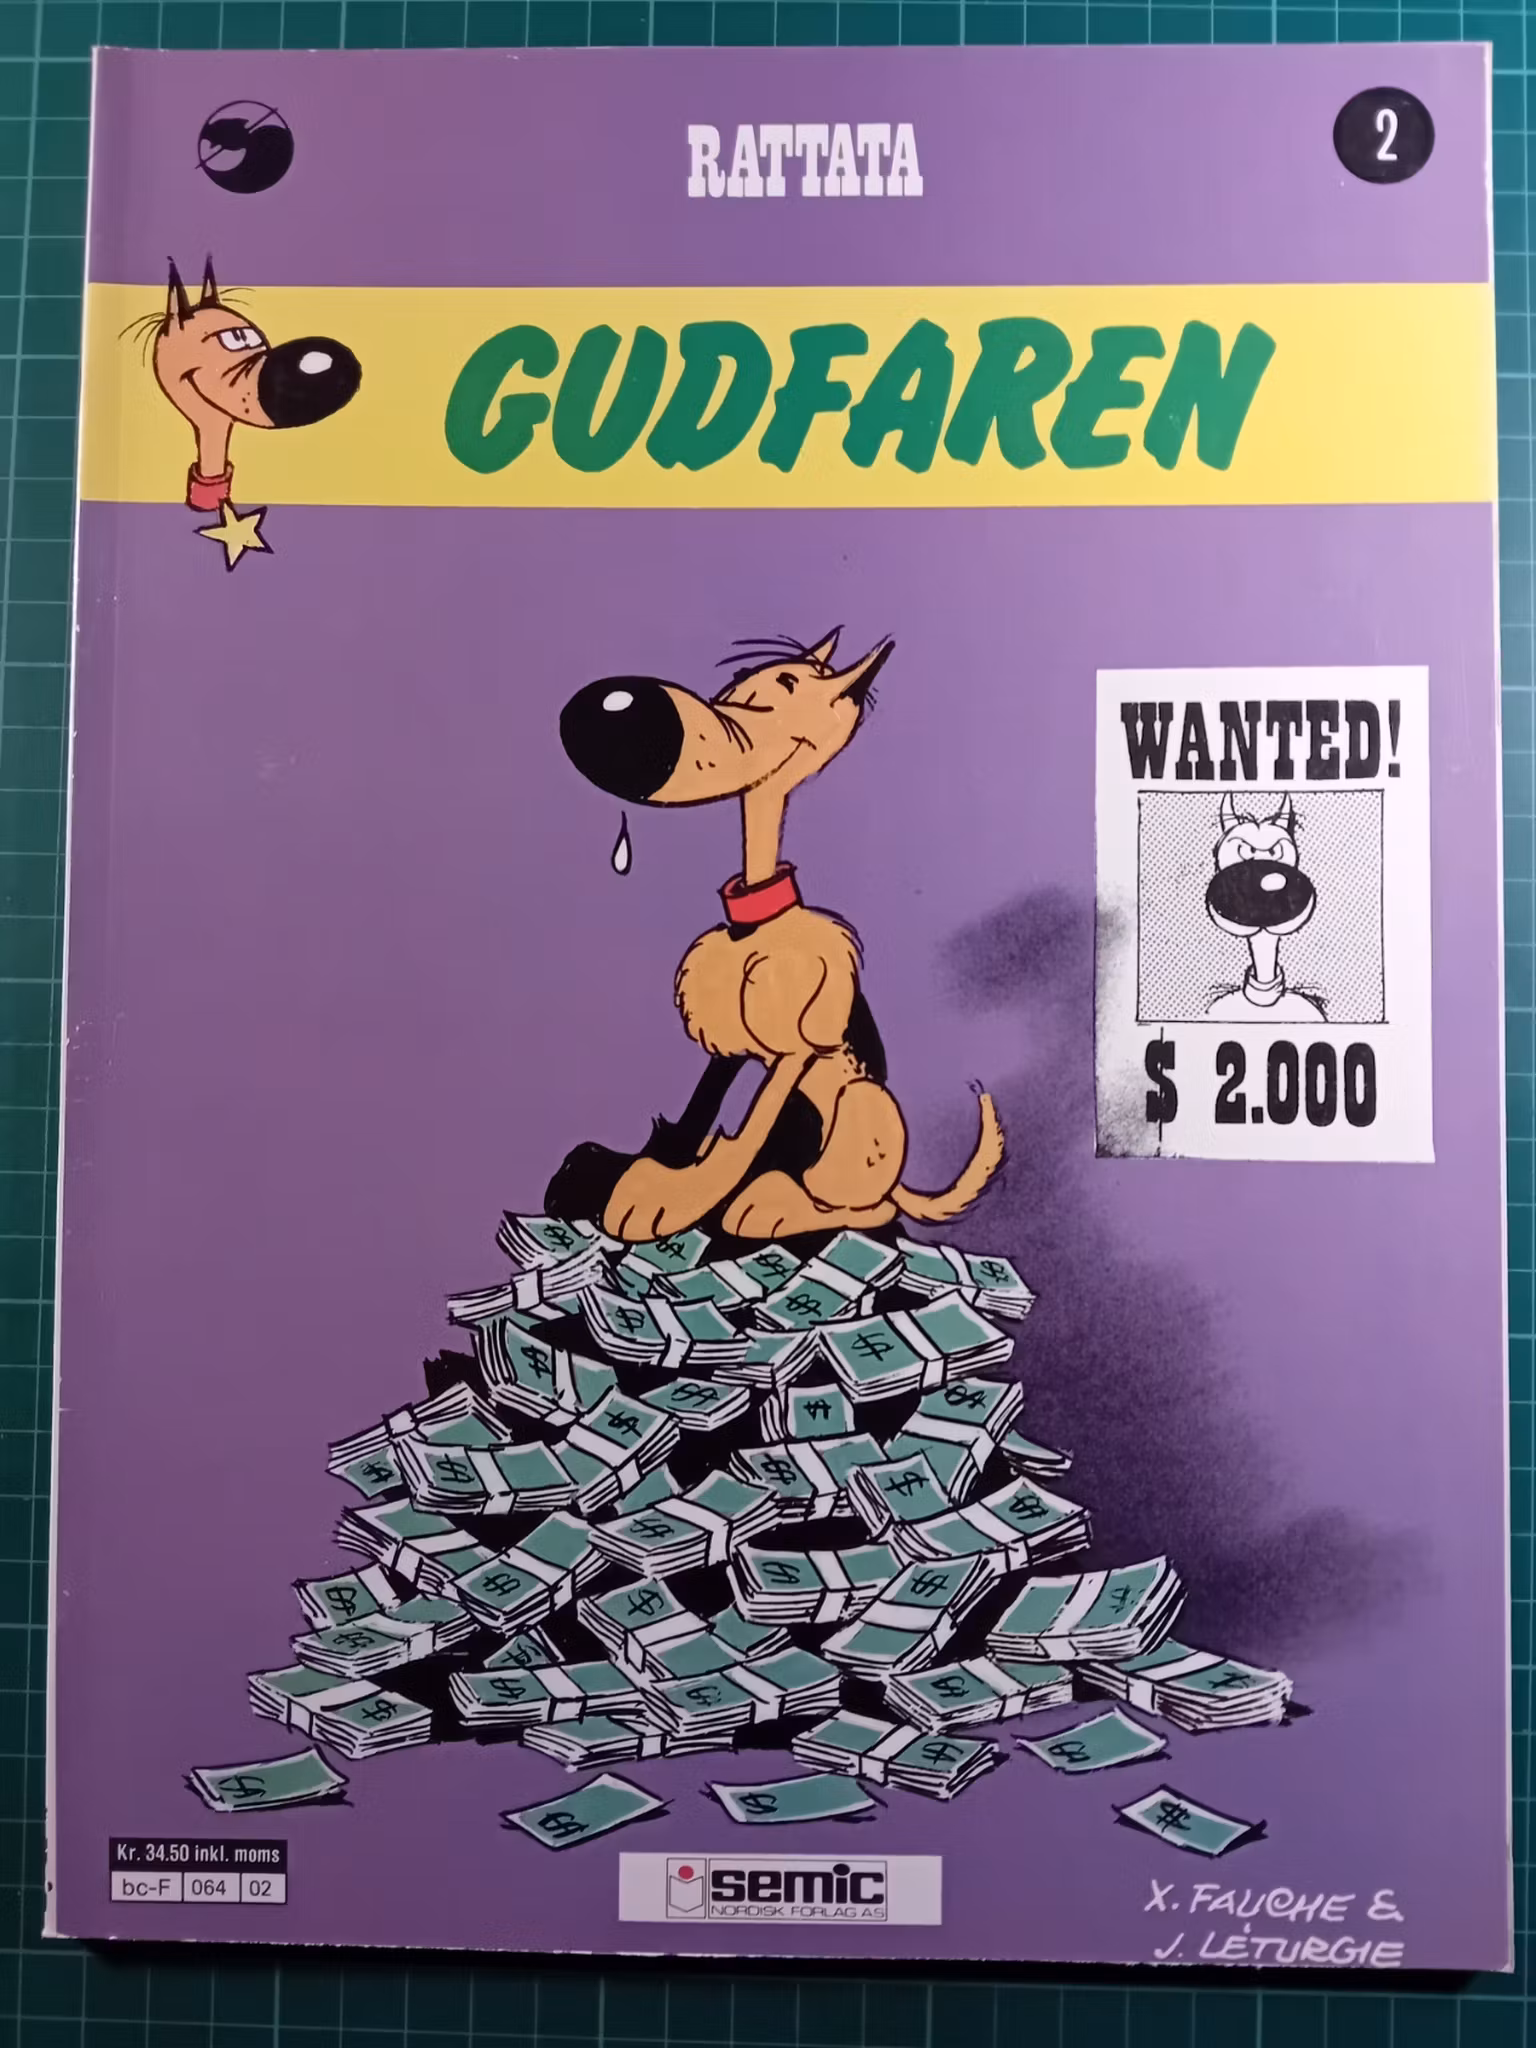 RATTATA
2
GUDFAREN
WANTED!
$ 2.000
Kr. 34.50 inkl. moms
bc-F 064 02
semic
NORDISK FORLAG AS
X. FAUCHE &
J. LÉTURGIE